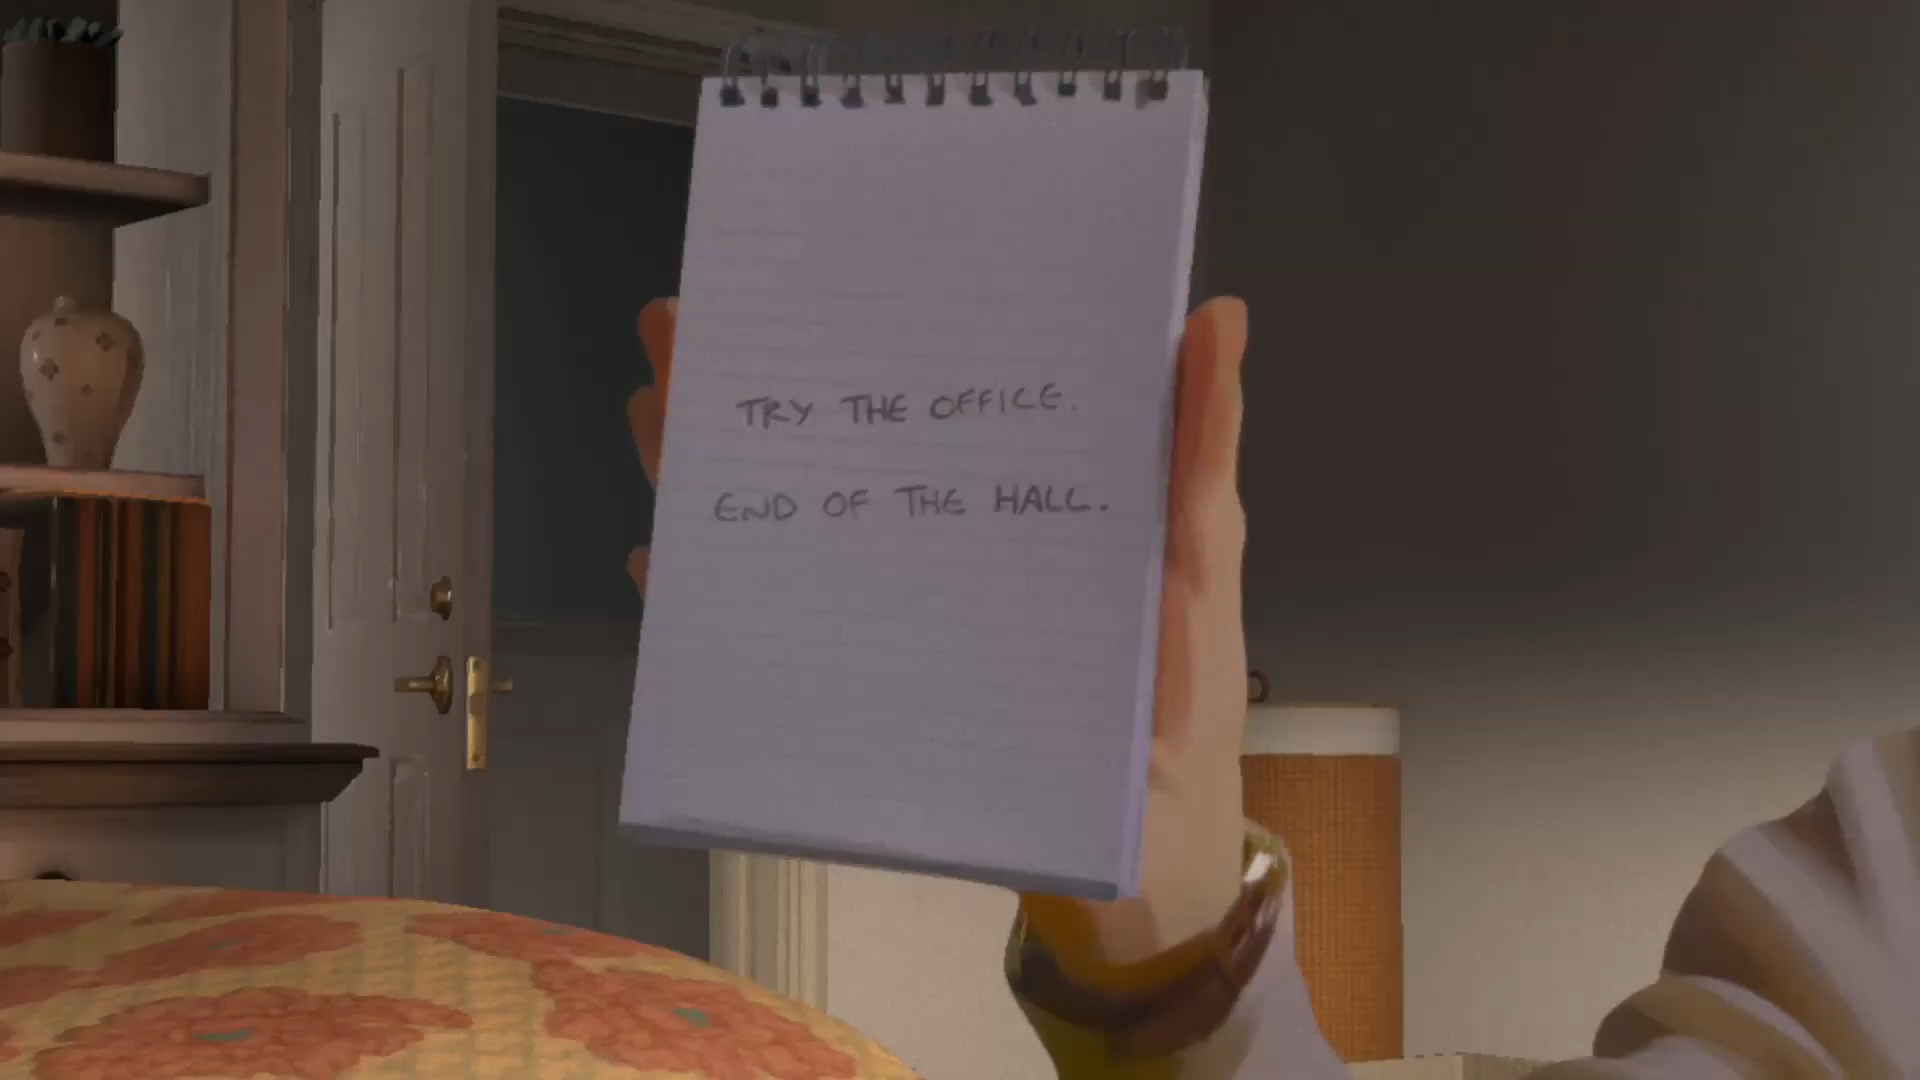 TRY THE OFFICE.
END OF THE HALL.